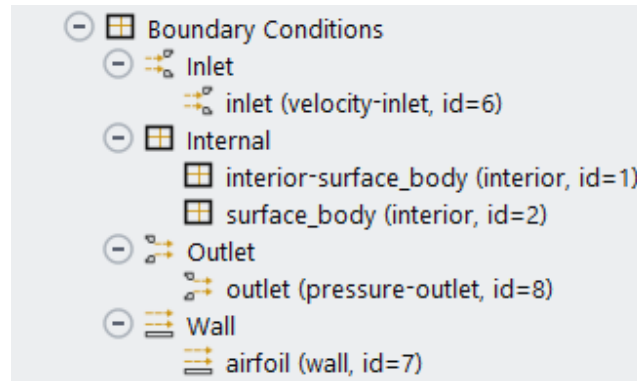 Boundary Conditions
Inlet
inlet (velocity-inlet, id=6)
Internal
interior-surface_body (interior, id=1)
surface_body (interior, id=2)
Outlet
outlet (pressure-outlet, id=8)
Wall
airfoil (wall, id=7)